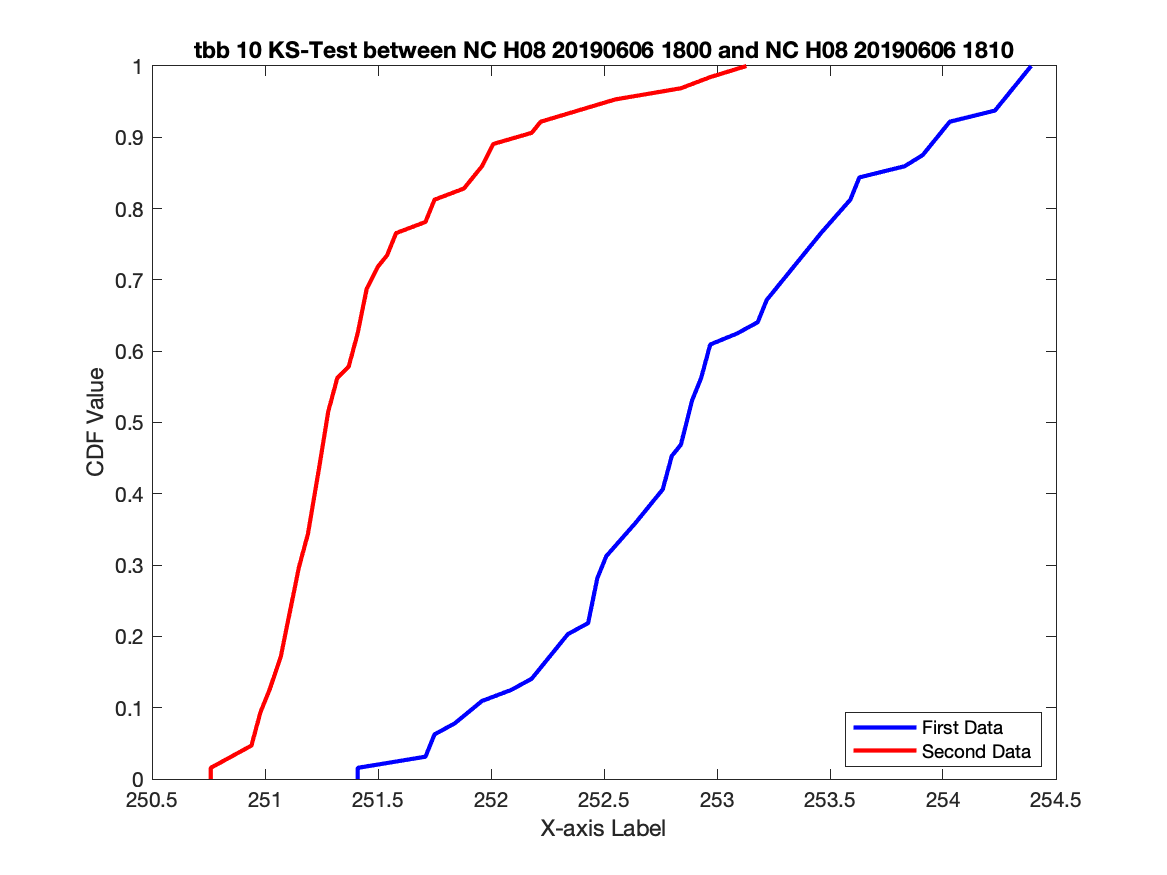 tbb 10 KS-Test between NC H08 20190606 1800 and NC H08 20190606 1810
1
0.9
0.8
0.7
0.6
0.5
0.4
0.3
0.2
0.1
0
CDF Value
First Data
Second Data
250.5 251 251.5 252 252.5 253 253.5 254 254.5
X-axis Label